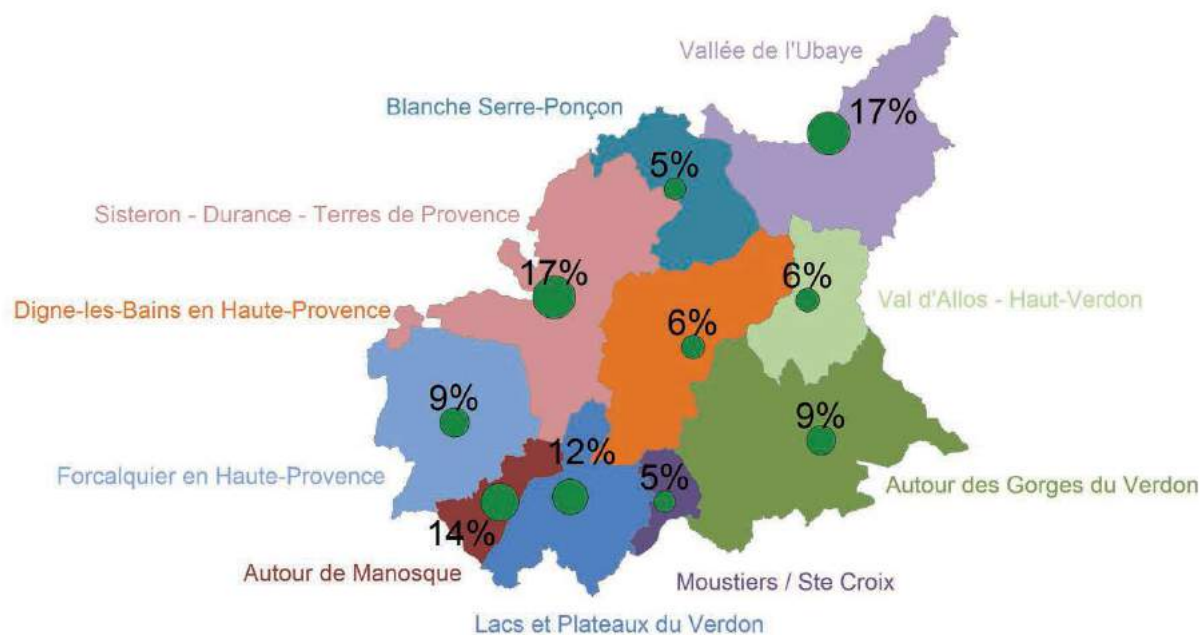 Vallée de l'Ubaye
17%
Blanche Serre-Ponçon
5%
Sisteron - Durance - Terres de Provence
17%
6%
Val d'Allos - Haut-Verdon
Digne-les-Bains en Haute-Provence
6%
9%
9%
12%
Forcalquier en Haute-Provence
5%
Autour des Gorges du Verdon
14%
Autour de Manosque
Moustiers / Ste Croix
Lacs et Plateaux du Verdon